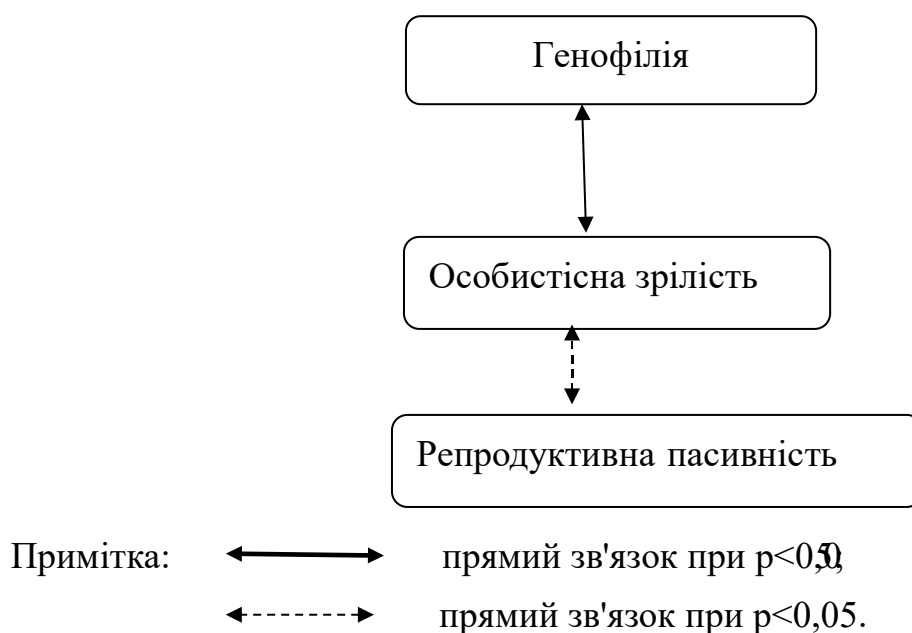 Генофілія
Особистісна зрілість
Репродуктивна пасивність
Примітка: прямий зв'язок при
прямий зв'язок при p<0,05.